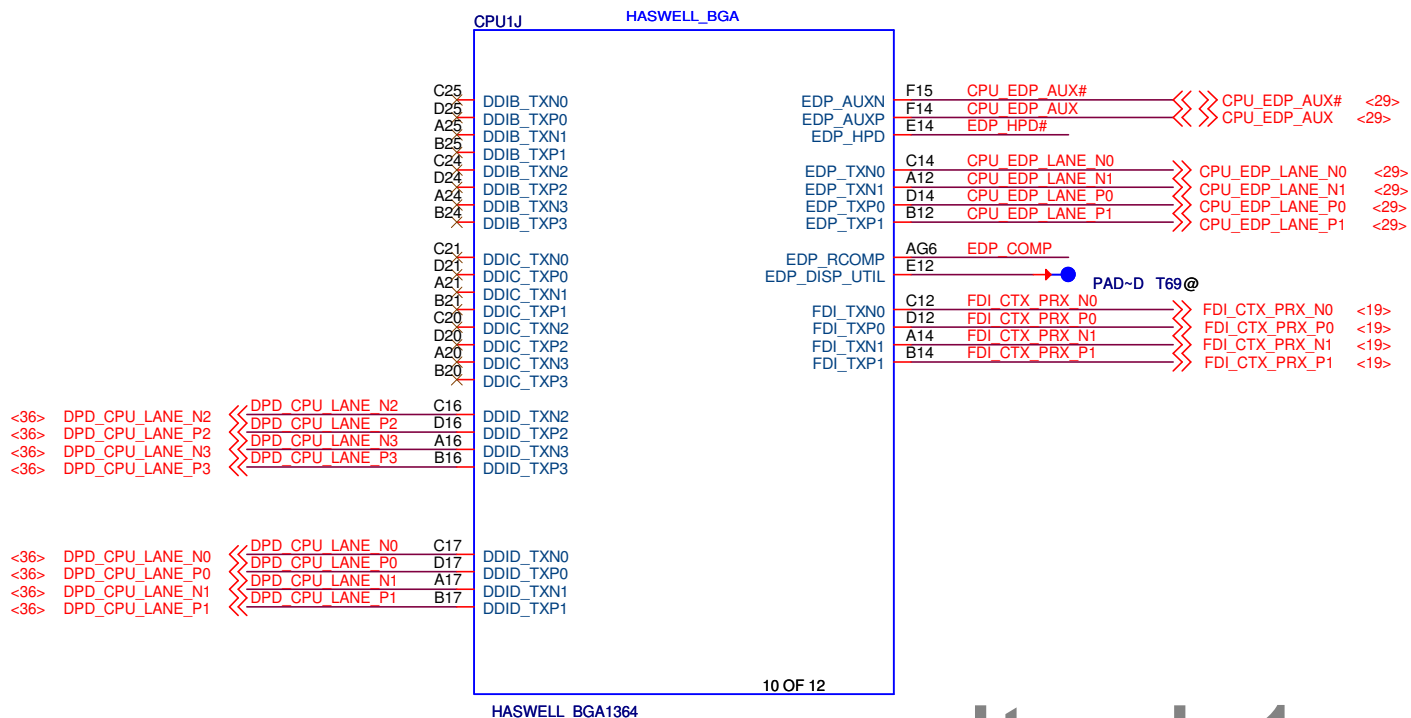 CPU1J HASWELL_BGA
C25 DDIB_TXN0
D25 DDIB_TXP0
A25 DDIB_TXN1
B25 DDIB_TXP1
C24 DDIB_TXN2
D24 DDIB_TXP2
A24 DDIB_TXN3
B24 DDIB_TXP3
C21 DDIC_TXN0
D21 DDIC_TXP0
A21 DDIC_TXN1
B21 DDIC_TXP1
C20 DDIC_TXN2
D20 DDIC_TXP2
A20 DDIC_TXN3
B20 DDIC_TXP3
<36> DPD_CPU_LANE_N2 DPD_CPU_LANE_N2 C16 DDID_TXN2
<36> DPD_CPU_LANE_P2 DPD_CPU_LANE_P2 D16 DDID_TXP2
<36> DPD_CPU_LANE_N3 DPD_CPU_LANE_N3 A16 DDID_TXN3
<36> DPD_CPU_LANE_P3 DPD_CPU_LANE_P3 B16 DDID_TXP3
<36> DPD_CPU_LANE_N0 DPD_CPU_LANE_N0 C17 DDID_TXN0
<36> DPD_CPU_LANE_P0 DPD_CPU_LANE_P0 D17 DDID_TXP0
<36> DPD_CPU_LANE_N1 DPD_CPU_LANE_N1 A17 DDID_TXN1
<36> DPD_CPU_LANE_P1 DPD_CPU_LANE_P1 B17 DDID_TXP1
EDP_AUXN F15 CPU_EDP_AUX# CPU_EDP_AUX# <29>
EDP_AUXP F14 CPU_EDP_AUX CPU_EDP_AUX <29>
EDP_HPD E14 EDP_HPD#
EDP_TXN0 C14 CPU_EDP_LANE_N0 CPU_EDP_LANE_N0 <29>
EDP_TXN1 A12 CPU_EDP_LANE_N1 CPU_EDP_LANE_N1 <29>
EDP_TXP0 D14 CPU_EDP_LANE_P0 CPU_EDP_LANE_P0 <29>
EDP_TXP1 B12 CPU_EDP_LANE_P1 CPU_EDP_LANE_P1 <29>
EDP_RCOMP AG6 EDP_COMP
EDP_DISP_UTIL E12 PAD~D T69@
FDI_TXN0 C12 FDI_CTX_PRX_N0 FDI_CTX_PRX_N0 <19>
FDI_TXP0 D12 FDI_CTX_PRX_P0 FDI_CTX_PRX_P0 <19>
FDI_TXN1 A14 FDI_CTX_PRX_N1 FDI_CTX_PRX_N1 <19>
FDI_TXP1 B14 FDI_CTX_PRX_P1 FDI_CTX_PRX_P1 <19>
10 OF 12
HASWELL_BGA1364